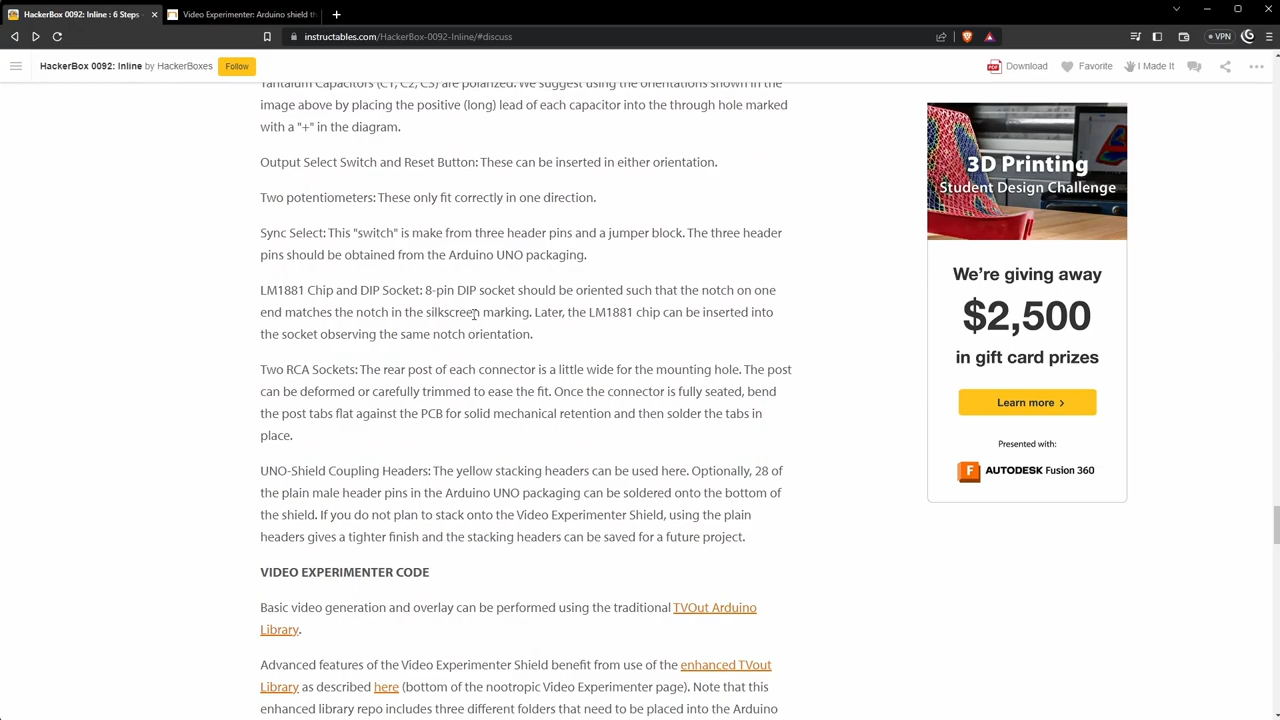 HackerBox 0092: Inline : 6 Steps
Video Experimenter: Arduino shield th
instructables.com/HackerBox-0092-Inline/#discuss
VPN
HackerBox 0092: Inline by HackerBoxes
Follow
Download
Favorite
I Made It
Tantalum Capacitors (C1, C2, C3) are polarized. We suggest using the orientations shown in the
image above by placing the positive (long) lead of each capacitor into the through hole marked
with a "+" in the diagram.
Output Select Switch and Reset Button: These can be inserted in either orientation.
Two potentiometers: These only fit correctly in one direction.
Sync Select: This "switch" is make from three header pins and a jumper block. The three header
pins should be obtained from the Arduino UNO packaging.
LM1881 Chip and DIP Socket: 8-pin DIP socket should be oriented such that the notch on one
end matches the notch in the silkscreen marking. Later, the LM1881 chip can be inserted into
the socket observing the same notch orientation.
Two RCA Sockets: The rear post of each connector is a little wide for the mounting hole. The post
can be deformed or carefully trimmed to ease the fit. Once the connector is fully seated, bend
the post tabs flat against the PCB for solid mechanical retention and then solder the tabs in
place.
UNO-Shield Coupling Headers: The yellow stacking headers can be used here. Optionally, 28 of
the plain male header pins in the Arduino UNO packaging can be soldered onto the bottom of
the shield. If you do not plan to stack onto the Video Experimenter Shield, using the plain
headers gives a tighter finish and the stacking headers can be saved for a future project.
VIDEO EXPERIMENTER CODE
Basic video generation and overlay can be performed using the traditional TVOut Arduino
Library.
Advanced features of the Video Experimenter Shield benefit from use of the enhanced TVout
Library as described here (bottom of the nootropic Video Experimenter page). Note that this
enhanced library repo includes three different folders that need to be placed into the Arduino
3D Printing
Student Design Challenge
We're giving away
$2,500
in gift card prizes
Learn more
Presented with:
F AUTODESK Fusion 360